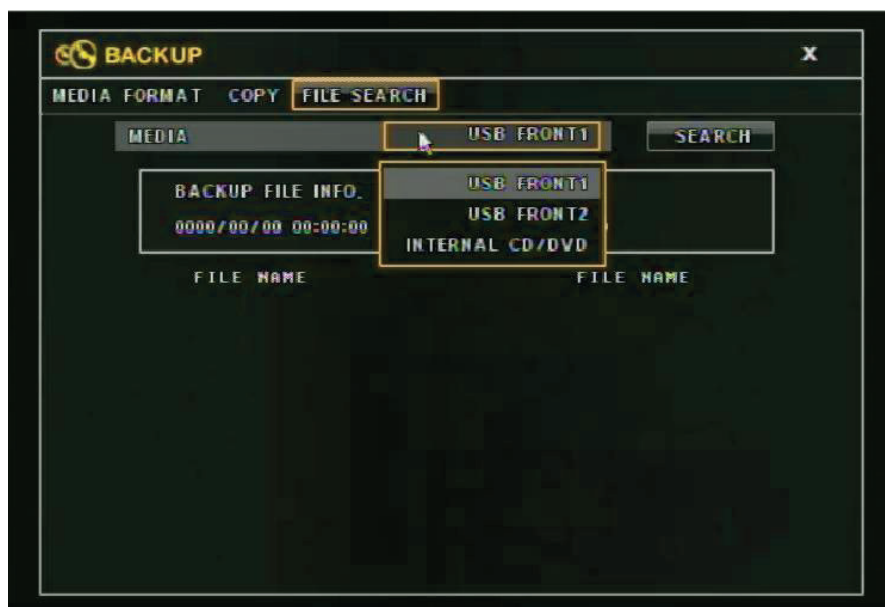 BACKUP X
MEDIA FORMAT COPY FILE SEARCH
MEDIA USB FRONT1 SEARCH
USB FRONT1
BACKUP FILE INFO.
USB FRONT2
0000/00/00 00:00:00
INTERNAL CD/DVD
FILE NAME FILE NAME